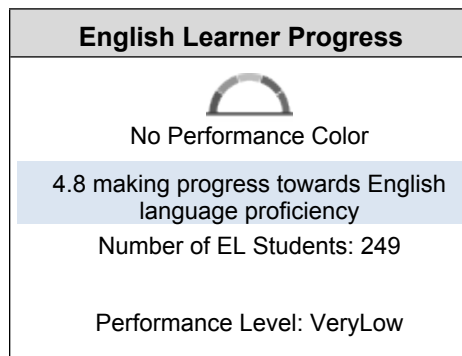 English Learner Progress
No Performance Color
4.8 making progress towards English
language proficiency
Number of EL Students: 249
Performance Level: VeryLow